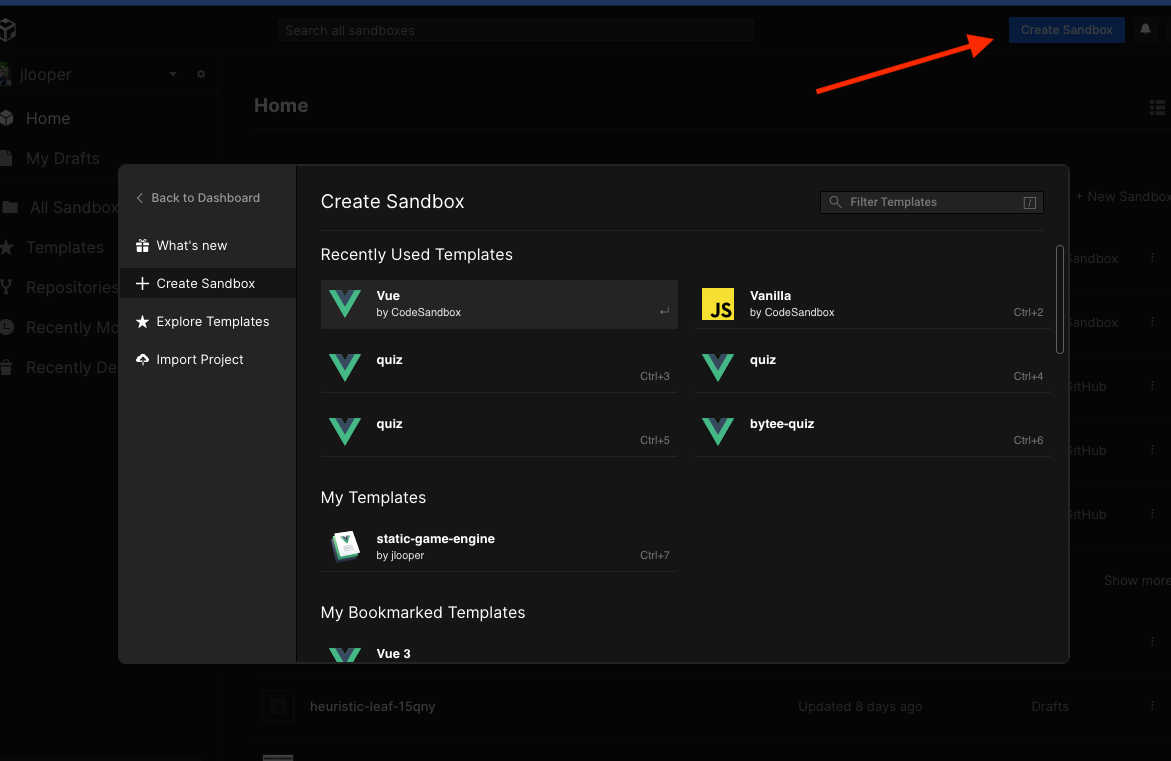 Search all sandboxes
Create Sandbox
jlooper
Home
Home
My Drafts
All Sandbox
Templates
Repositories
Recently Mo
Recently De
+ New Sandbox
Sandbox
Sandbox
GitHub
GitHub
GitHub
Show more
Back to Dashboard
What's new
Create Sandbox
Explore Templates
Import Project
Create Sandbox
Filter Templates
/
Recently Used Templates
Vue
by CodeSandbox
JS
Vanilla
by CodeSandbox
Ctrl+2
quiz
Ctrl+3
quiz
Ctrl+4
quiz
Ctrl+5
bytee-quiz
Ctrl+6
My Templates
static-game-engine
by jlooper
Ctrl+7
My Bookmarked Templates
Vue 3
heuristic-leaf-15qny
Updated 8 days ago
Drafts